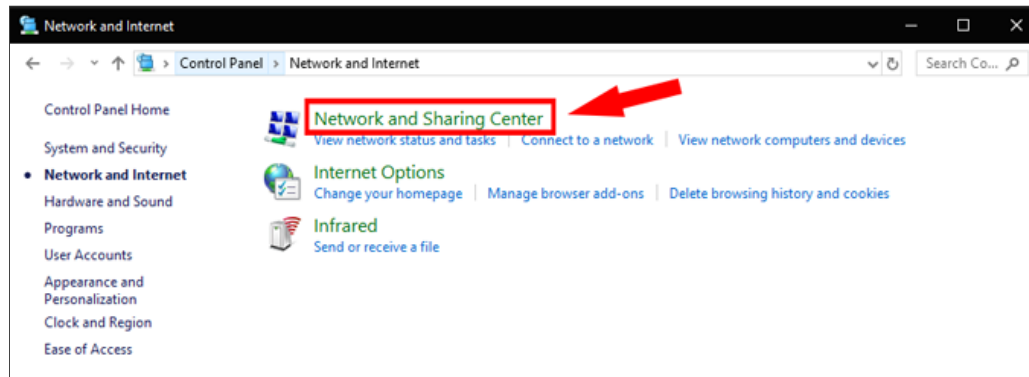 Network and Internet
Control Panel > Network and Internet
Search Co...
Control Panel Home
System and Security
Network and Internet
Hardware and Sound
Programs
User Accounts
Appearance and
Personalization
Clock and Region
Ease of Access
Network and Sharing Center
View network status and tasks | Connect to a network | View network computers and devices
Internet Options
Change your homepage | Manage browser add-ons | Delete browsing history and cookies
Infrared
Send or receive a file